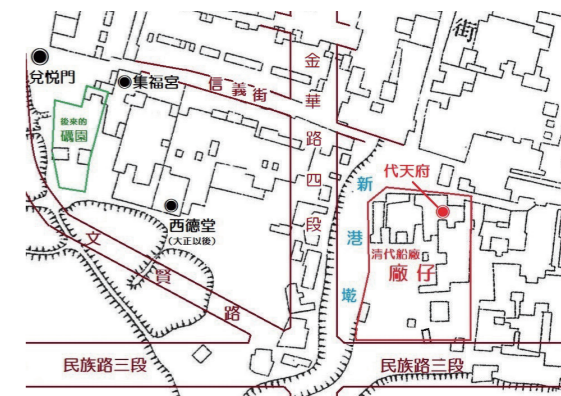 兌悅門
集福宮
後來的
礪園
信義街
金華路四段
街
代天府
新港墘
清代船廠
廠仔
西德堂
(大正以後)
文賢路
民族路三段
民族路三段